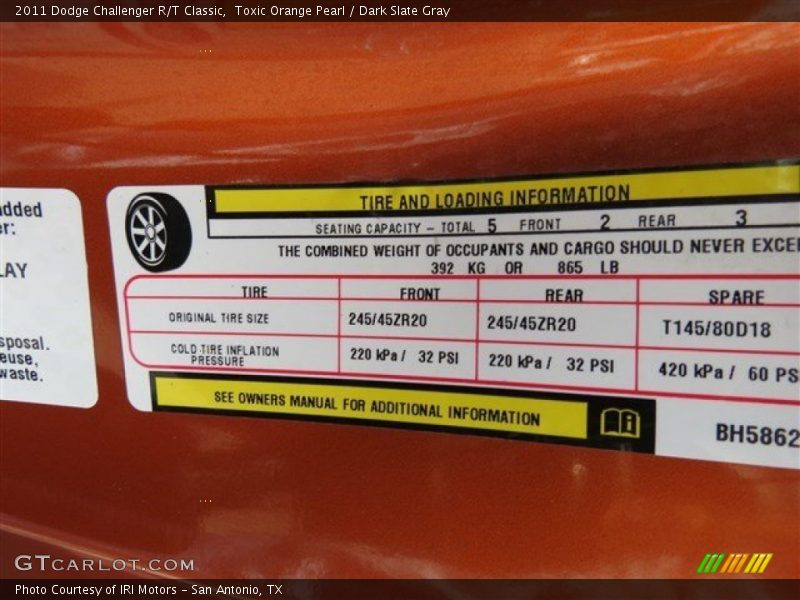 2011 Dodge Challenger R/T Classic,  Toxic Orange Pearl / Dark Slate Gray
TIRE AND LOADING INFORMATION
SEATING CAPACITY – TOTAL 5 FRONT 2 REAR 3
THE COMBINED WEIGHT OF OCCUPANTS AND CARGO SHOULD NEVER EXCE
392 KG OR 865 LB
TIRE FRONT REAR SPARE
ORIGINAL TIRE SIZE 245/45ZR20 245/45ZR20 T145/80D18
COLD TIRE INFLATION
PRESSURE 220 kPa / 32 PSI 220 kPa / 32 PSI 420 kPa / 60 PS
SEE OWNERS MANUAL FOR ADDITIONAL INFORMATION
BH5862
added
er:
LAY
sposal.
euse,
waste.
GTCARLOT.COM
Photo Courtesy of IRI Motors – San Antonio, TX